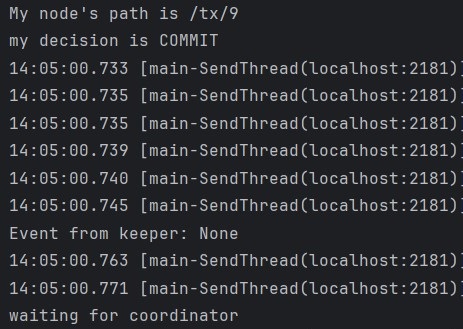 My node's path is /tx/9
my decision is COMMIT
14:05:00.733 [main-SendThread(localhost:2181)]
14:05:00.735 [main-SendThread(localhost:2181)]
14:05:00.735 [main-SendThread(localhost:2181)]
14:05:00.739 [main-SendThread(localhost:2181)]
14:05:00.740 [main-SendThread(localhost:2181)]
14:05:00.745 [main-SendThread(localhost:2181)]
Event from keeper: None
14:05:00.763 [main-SendThread(localhost:2181)]
14:05:00.771 [main-SendThread(localhost:2181)]
waiting for coordinator